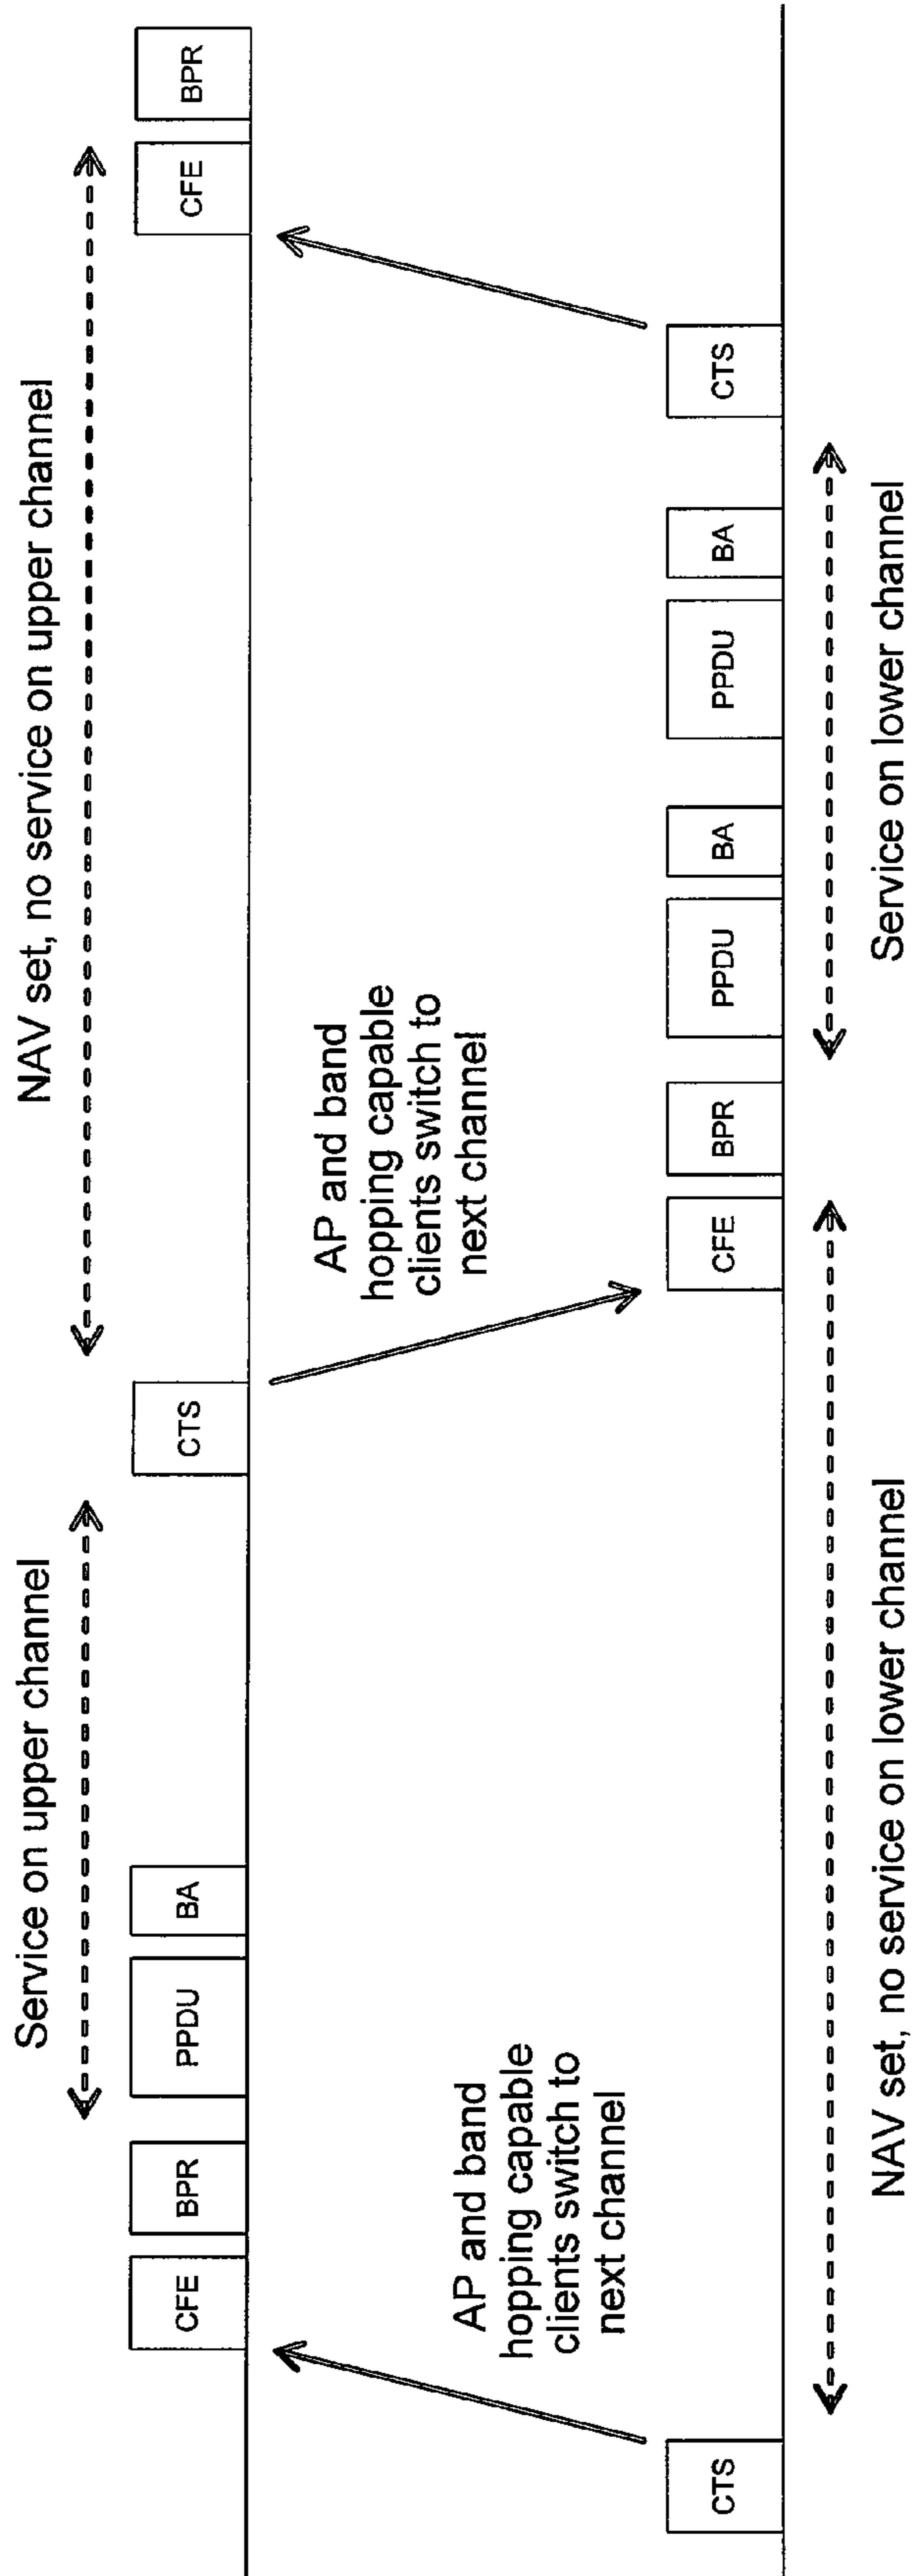 Service on upper channel
NAV set, no service on upper channel
CFE
BPR
PPDU
BA
CTS
CFE
BPR
AP and band
hopping capable
clients switch to
next channel
AP and band
hopping capable
clients switch to
next channel
CTS
CFE
BPR
PPDU
BA
PPDU
BA
CTS
NAV set, no service on lower channel
Service on lower channel